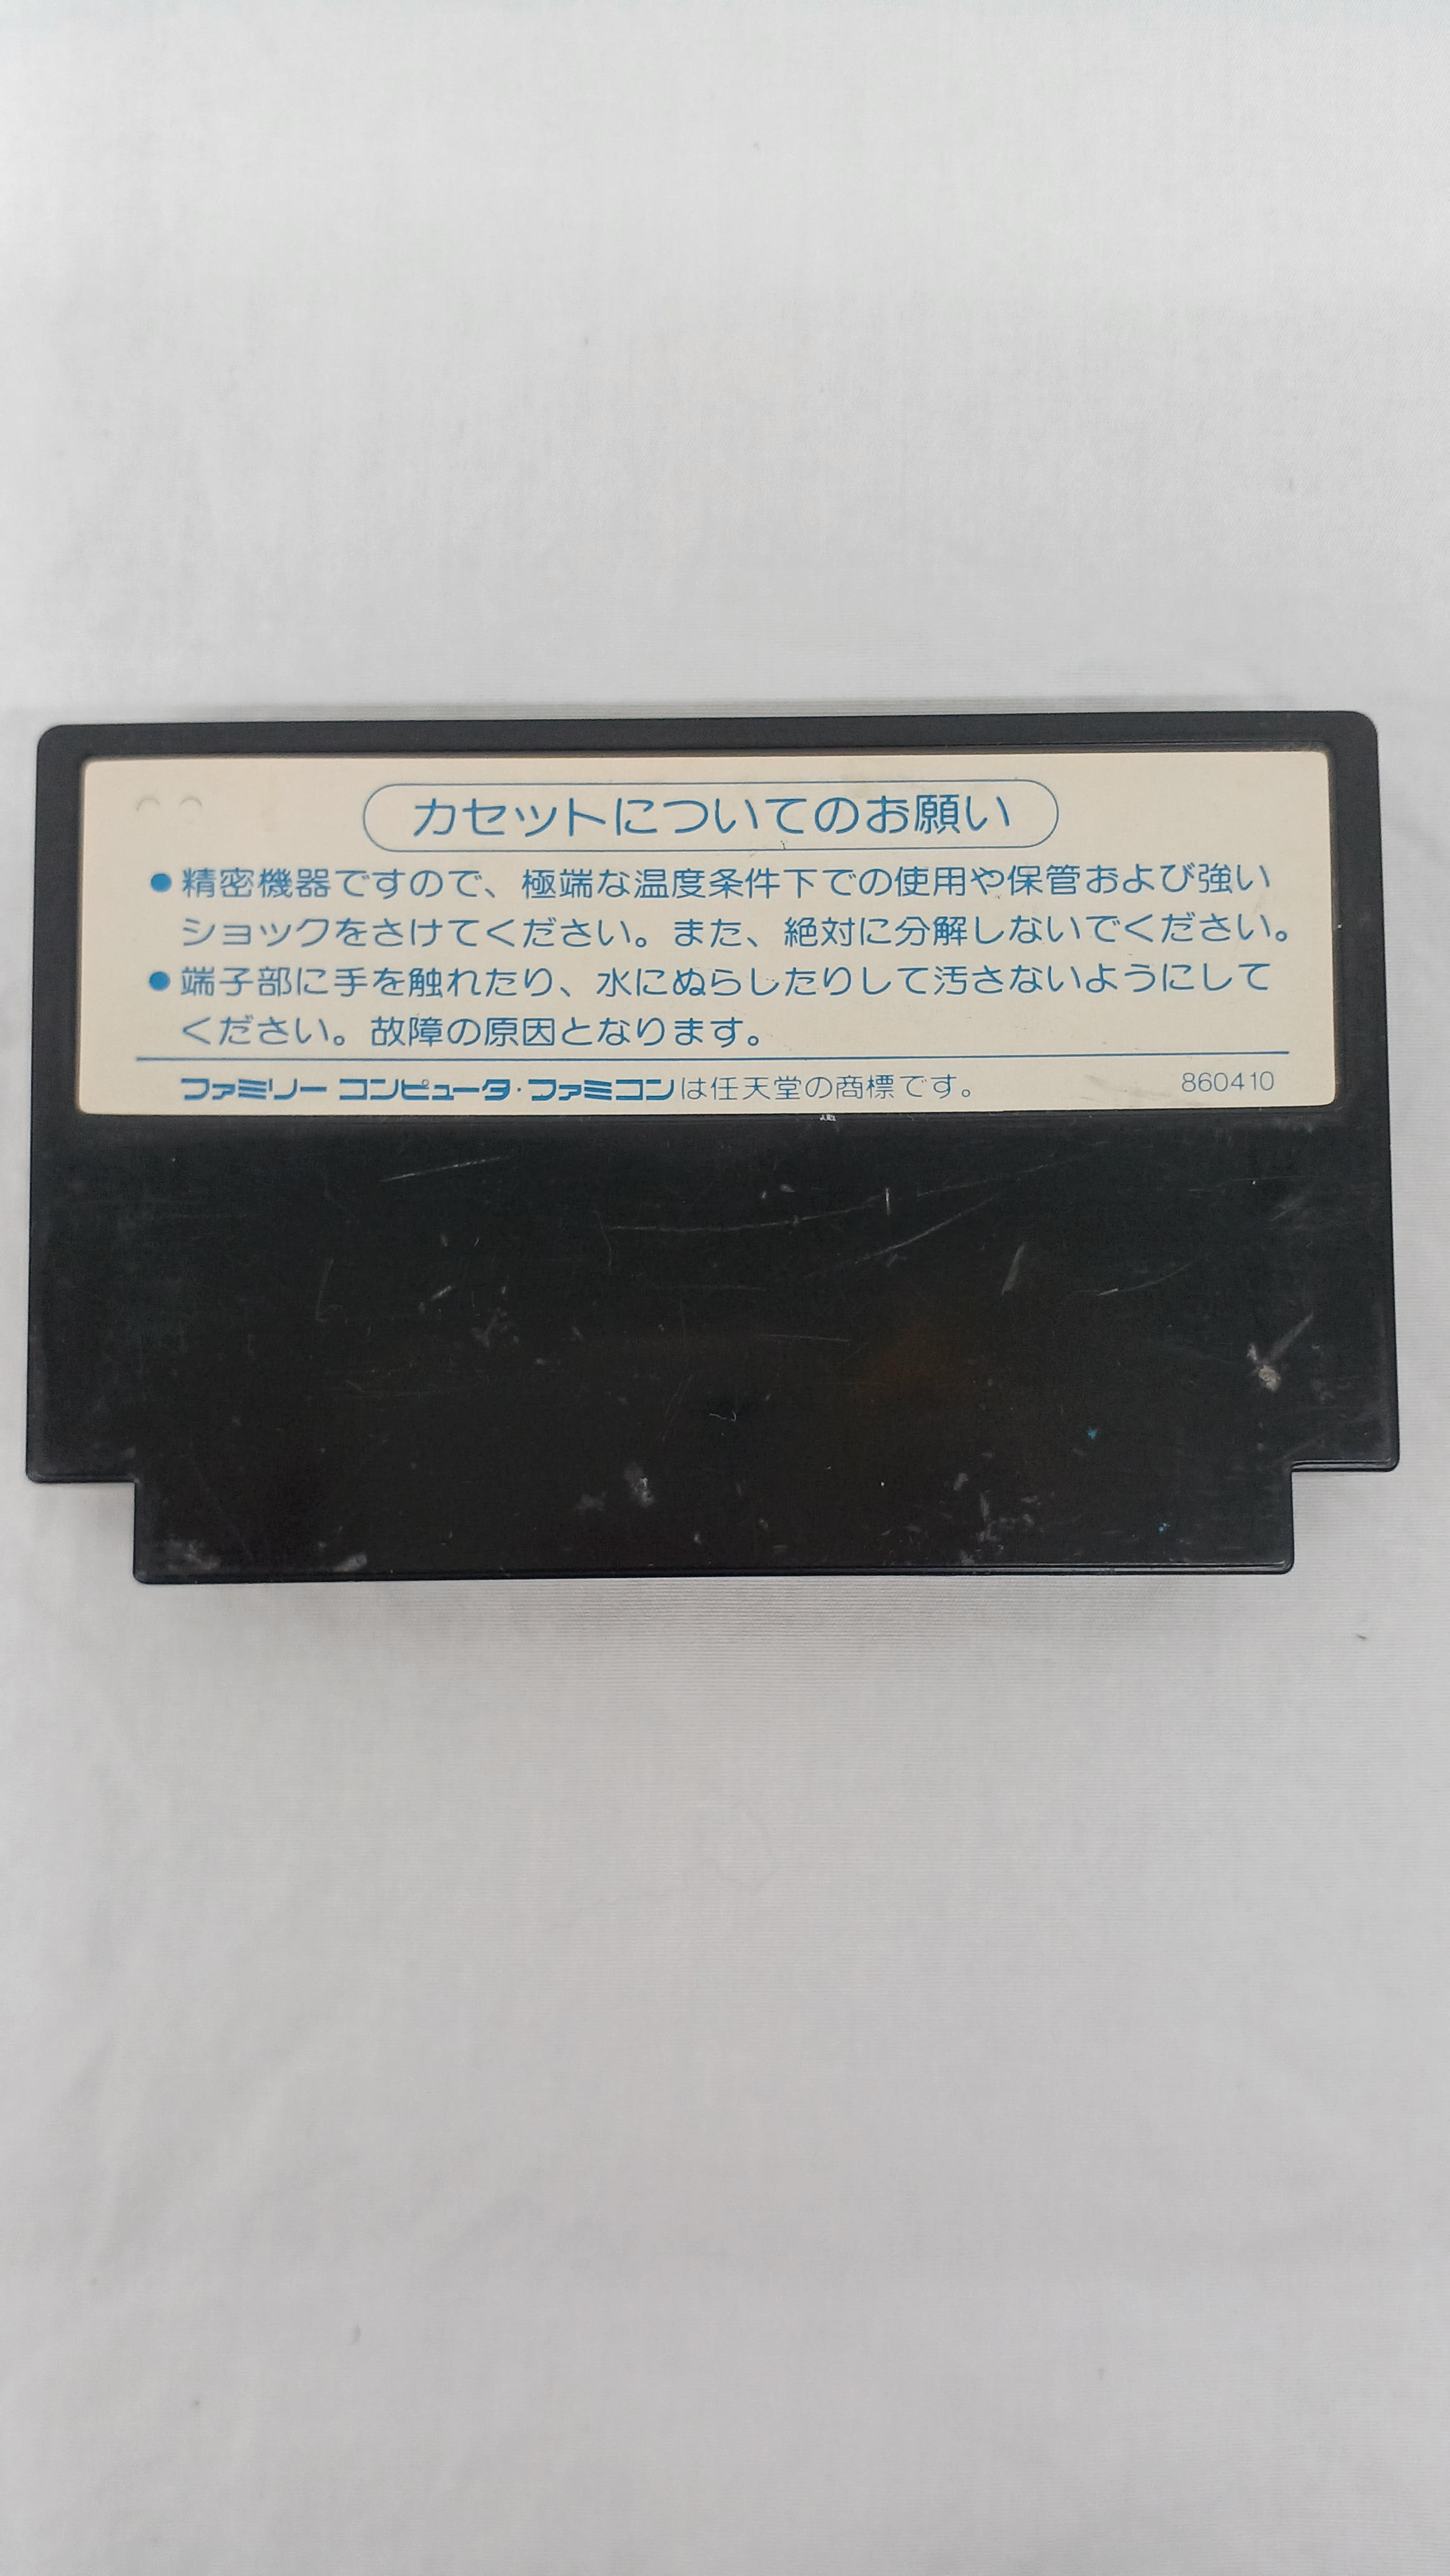 カセットについてのお願い
●精密機器ですので、極端な温度条件下での使用や保管および強い
ショックをさけてください。また、絶対に分解しないでください。
●端子部に手を触れたり、水にぬらしたりして汚さないようにして
ください。故障の原因となります。
ファミリー コンピュータ・ファミコンは任天堂の商標です。 860410